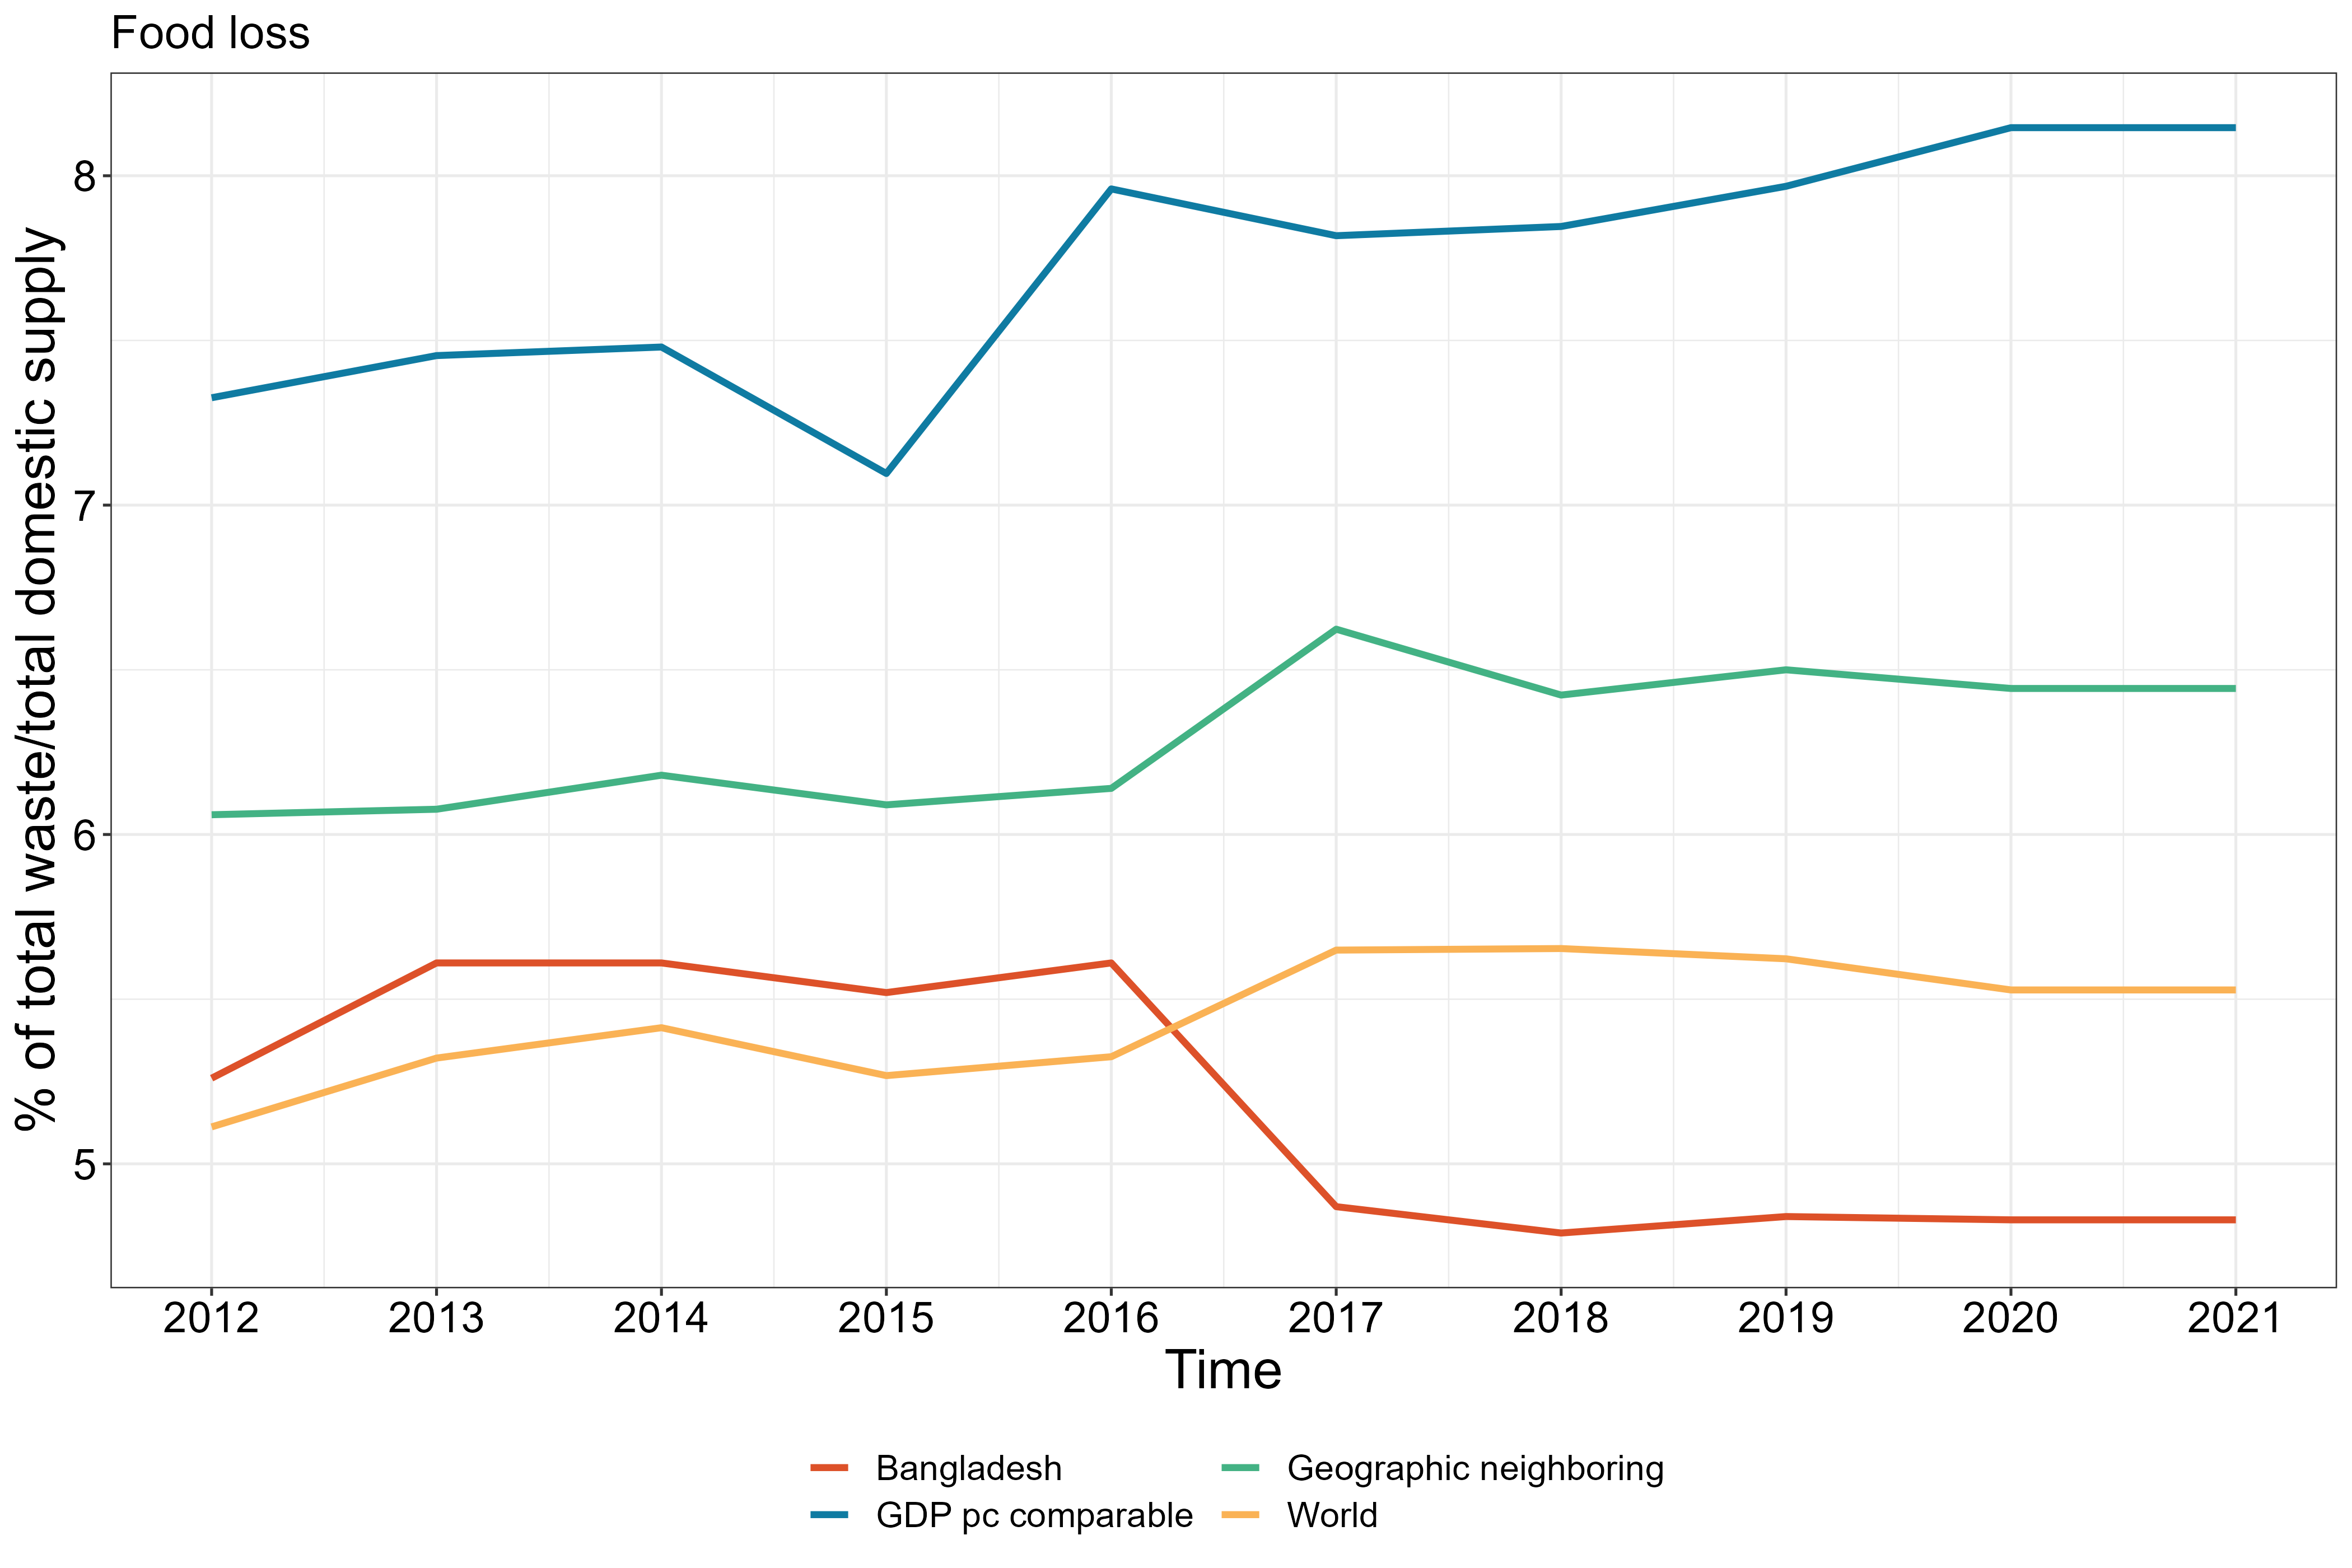 Food loss
% of total waste/total domestic supply
8
7
6
5
2012 2013 2014 2015 2016 2017 2018 2019 2020 2021
Time
Bangladesh Geographic neighboring
GDP pc comparable World